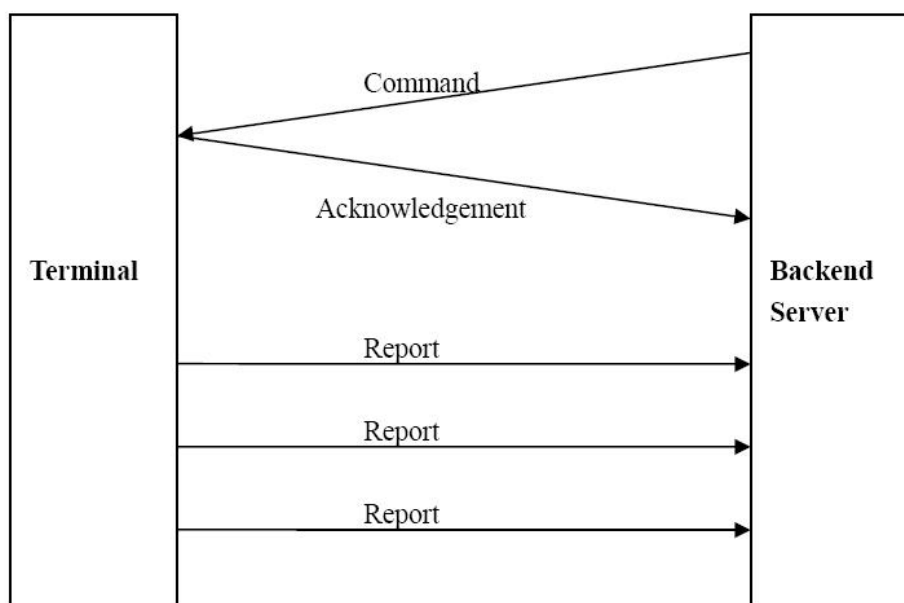 Command
Acknowledgement
Terminal
Backend
Server
Report
Report
Report